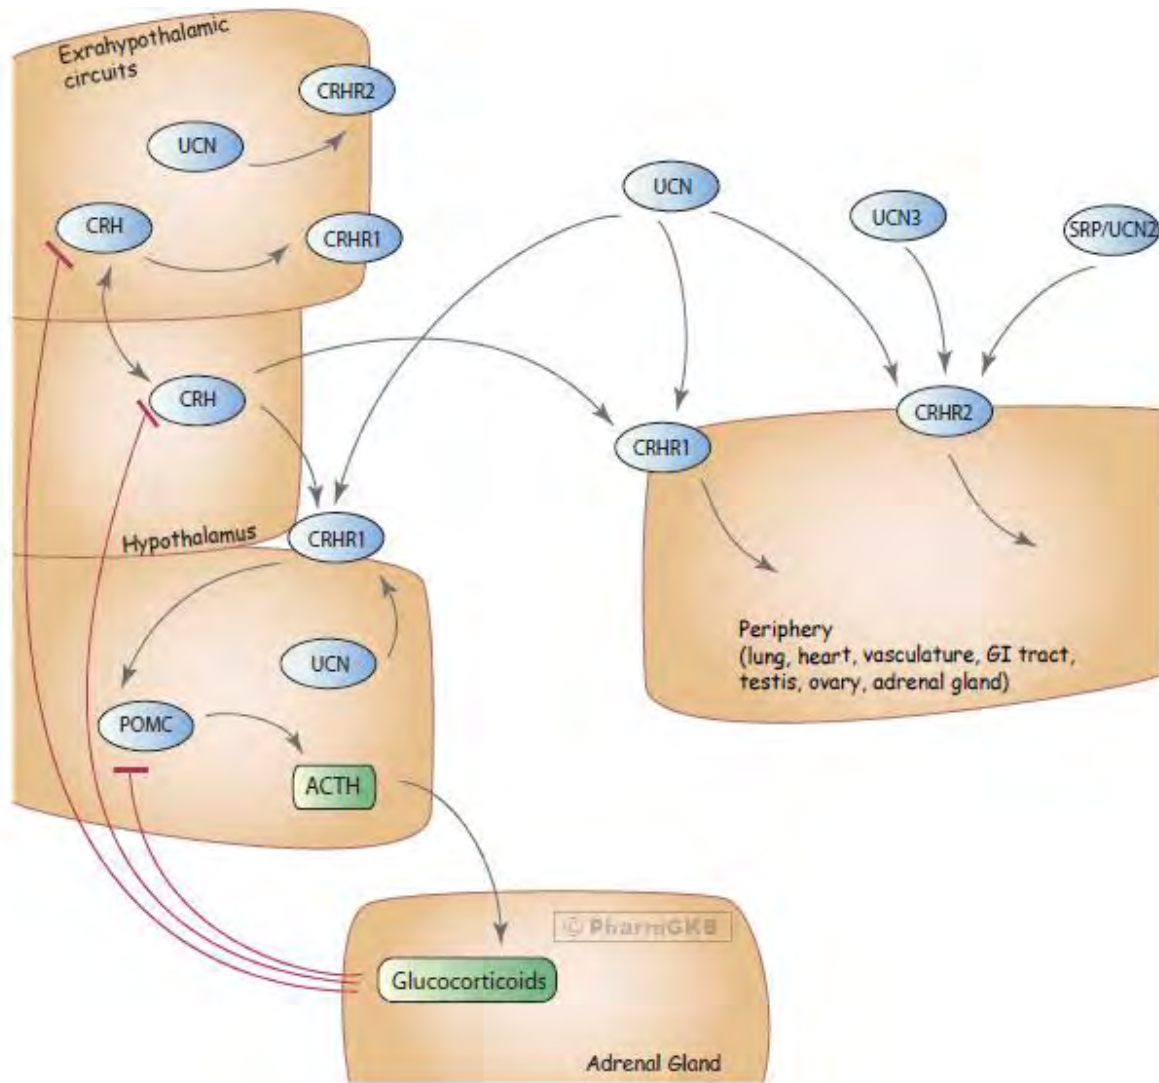 Exrahypothalamic
circuits
CRHR2
UCN
CRH
CRHR1
UCN
UCN3
SRP/UCN2
CRH
CRHR1
CRHR2
Hypothalamus
CRHR1
UCN
POMC
ACTH
Periphery
(lung, heart, vasculature, GI tract,
testis, ovary, adrenal gland)
© PharmGKB
Glucocorticoids
Adrenal Gland